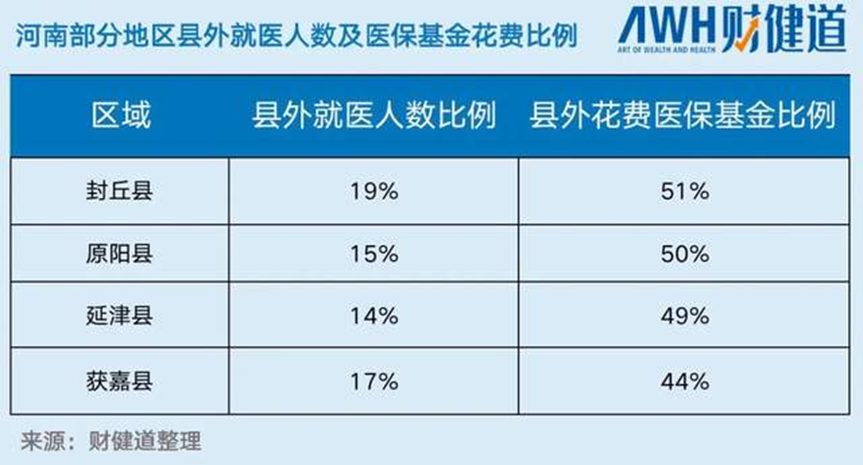 河南部分地区县外就医人数及医保基金花费比例
AWH财健道
ART OF WEALTH AND HEALTH
区域 县外就医人数比例 县外花费医保基金比例
封丘县 19% 51%
原阳县 15% 50%
延津县 14% 49%
获嘉县 17% 44%
来源：财健道整理